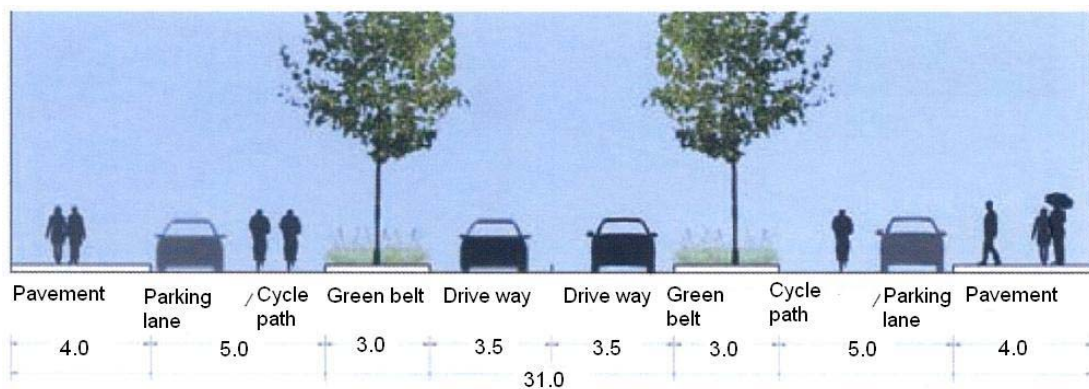 Pavement Parking / Cycle Green belt Drive way Drive way Green Cycle / Parking Pavement
lane path belt path lane
4.0 5.0 3.0 3.5 3.5 3.0 5.0 4.0
31.0